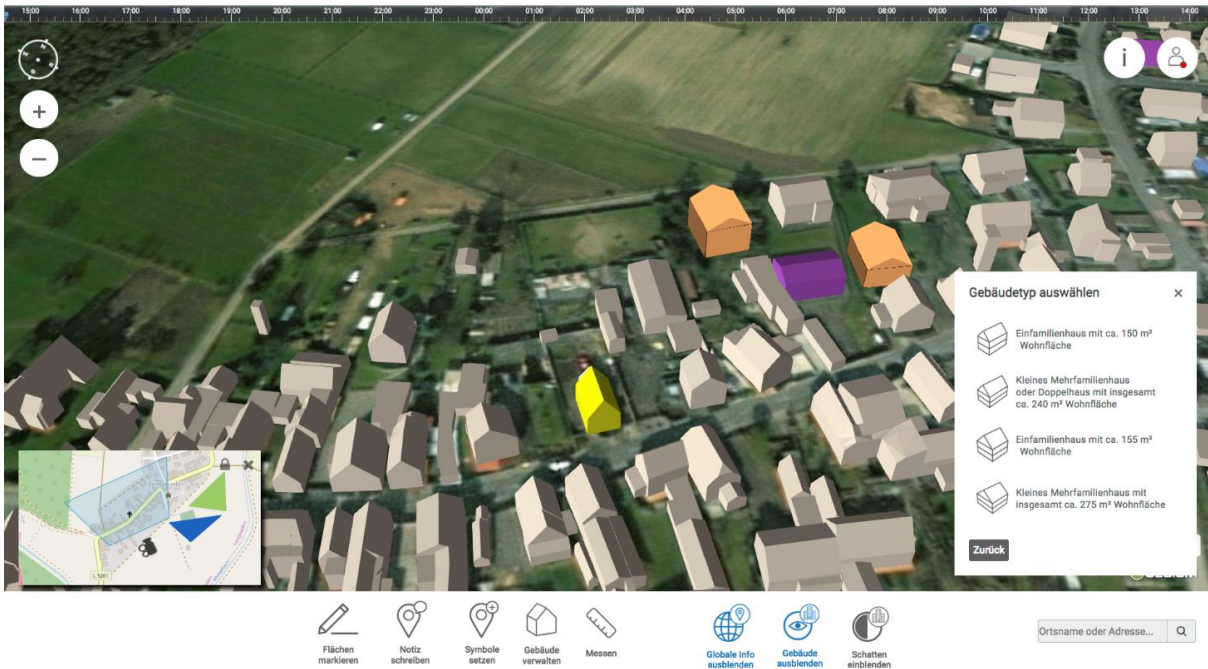 15:00 17:00 18:00 19:00 20:00 21:00 22:00 23:00 00:00 01:00 02:00 03:00 04:00 05:00 06:00 07:00 08:00 09:00 10:00 11:00 12:00 13:00 14:00
i
+
−
Gebäudetyp auswählen ×
Einfamilienhaus mit ca. 150 m²
Wohnfläche
Kleines Mehrfamilienhaus
oder Doppelhaus mit insgesamt
ca. 240 m² Wohnfläche
Einfamilienhaus mit ca. 155 m²
Wohnfläche
Kleines Mehrfamilienhaus mit
insgesamt ca. 275 m² Wohnfläche
Zurück
L 5261
Flächen
markieren
Notiz
schreiben
Symbole
setzen
Gebäude
verwalten
Messen
Globale Info
ausblenden
Gebäude
ausblenden
Schatten
einblenden
Ortsname oder Adresse...